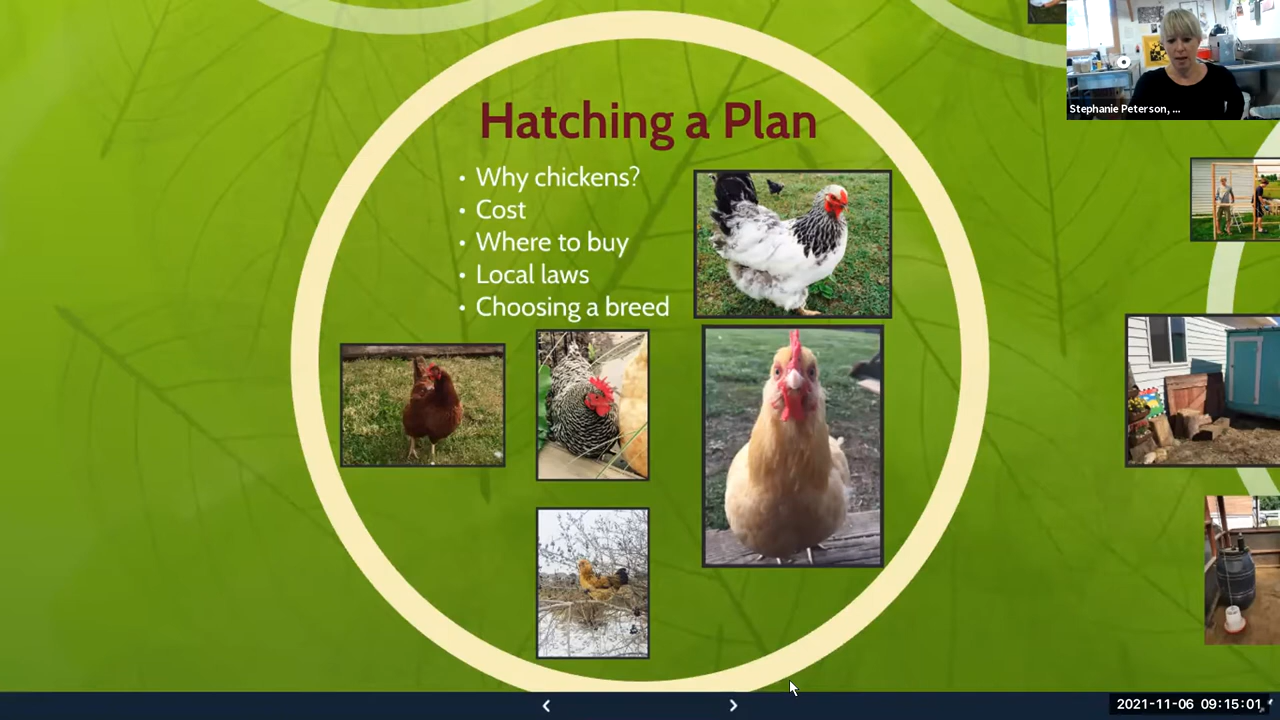 Hatching a Plan
• Why chickens?
• Cost
• Where to buy
• Local laws
• Choosing a breed
Stephanie Peterson, ...
2021-11-06 09:15:01